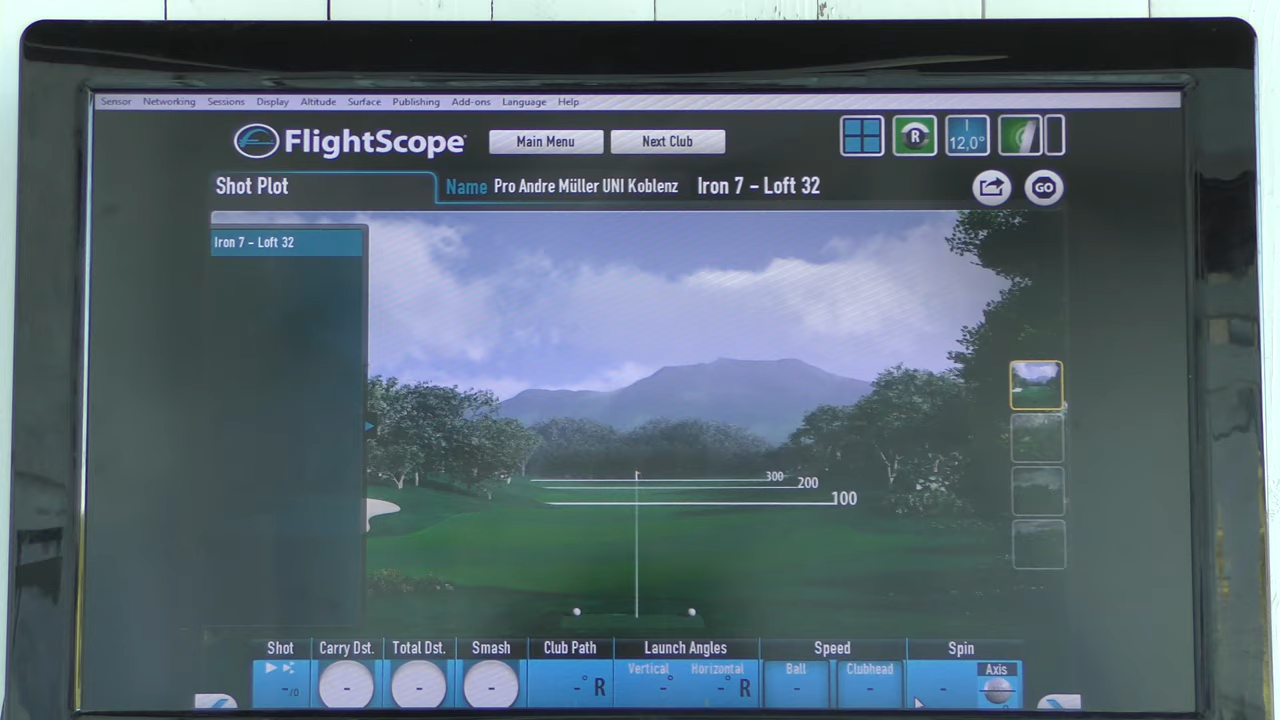 Sensor Networking Sessions Display Altitude Surface Publishing Add-ons Language Help
FlightScope Main Menu Next Club R 12,0°
Shot Plot Name Pro Andre Müller UNI Koblenz Iron 7 - Loft 32 GO
Iron 7 - Loft 32
300
200
100
Shot Carry Dst. Total Dst. Smash Club Path Launch Angles Speed Spin
Vertical Horizontal Ball Clubhead Axis
-/0 - - - -° R -° -° R - - - °